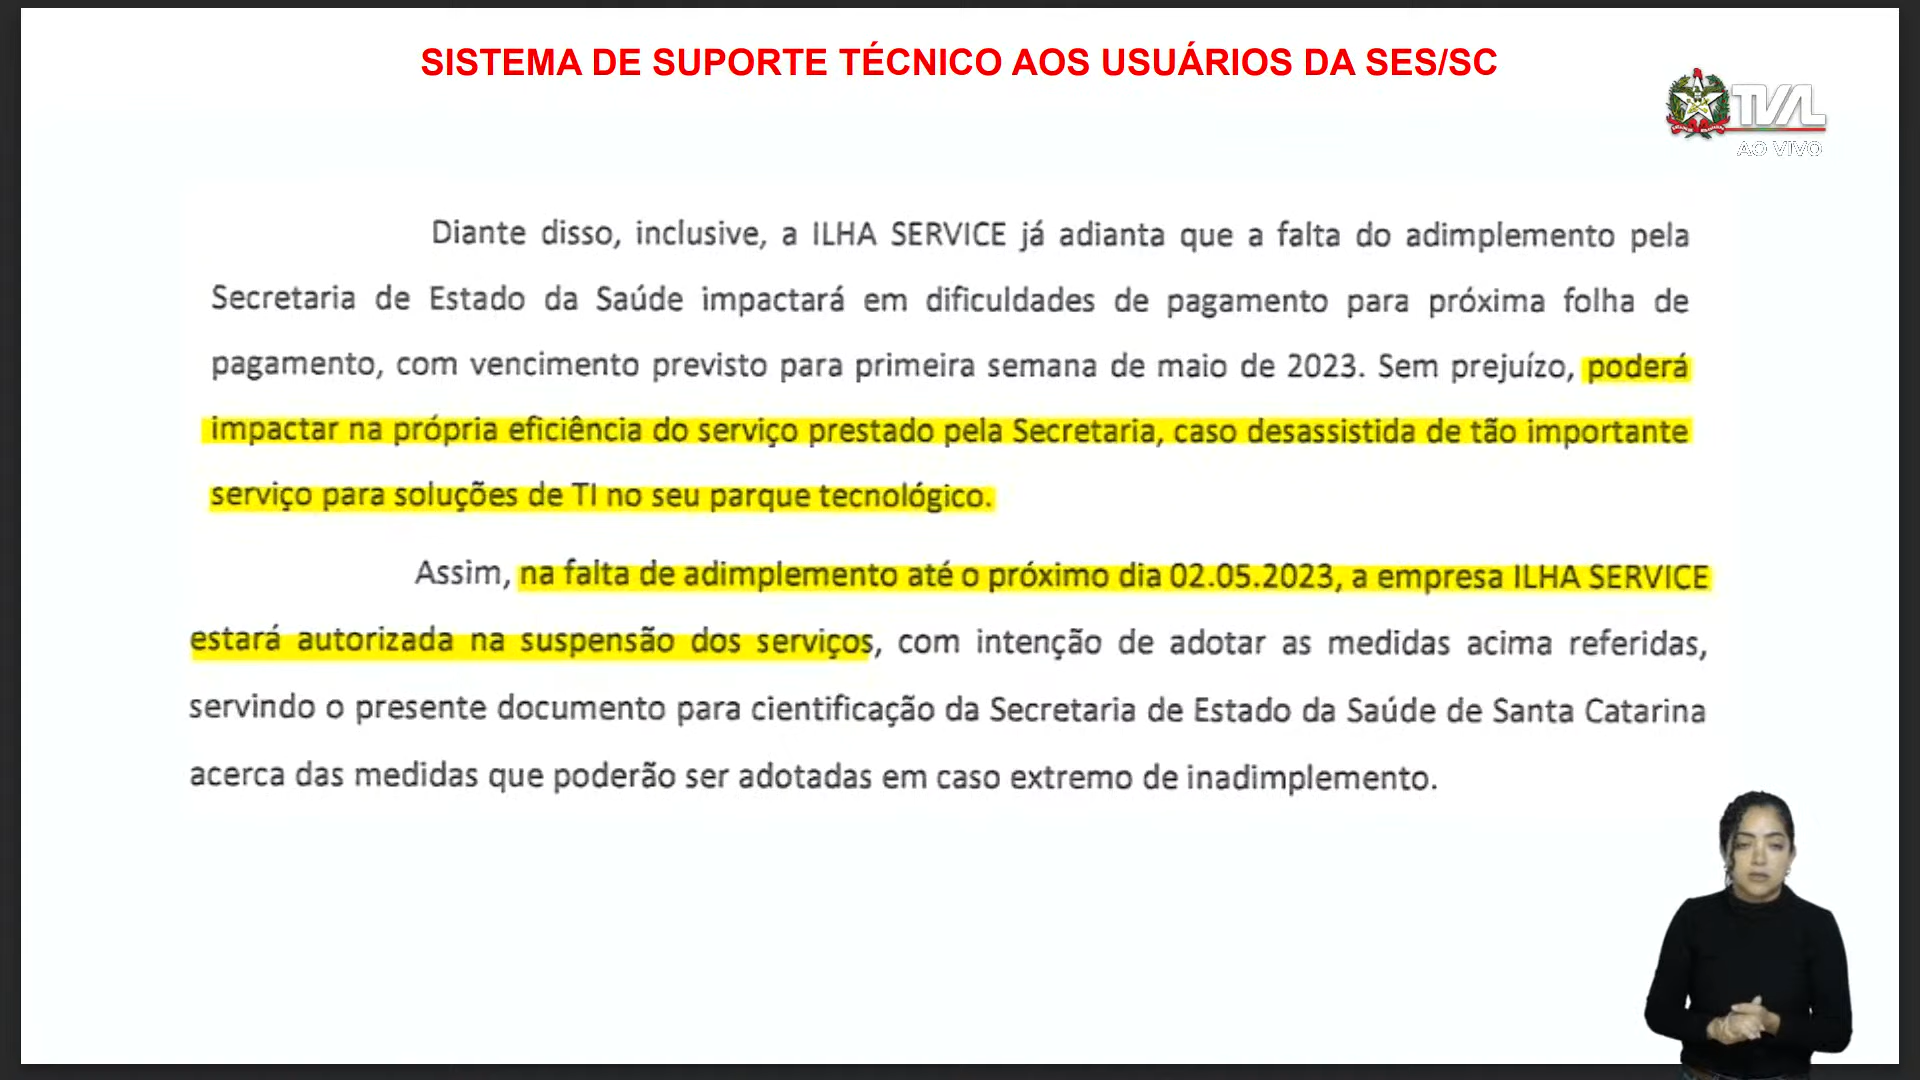 SISTEMA DE SUPORTE TÉCNICO AOS USUÁRIOS DA SES/SC
TVAL
AO VIVO
Diante disso, inclusive, a ILHA SERVICE já adianta que a falta do adimplemento pela
Secretaria de Estado da Saúde impactará em dificuldades de pagamento para próxima folha de
pagamento, com vencimento previsto para primeira semana de maio de 2023. Sem prejuízo, poderá
impactar na própria eficiência do serviço prestado pela Secretaria, caso desassistida de tão importante
serviço para soluções de TI no seu parque tecnológico.
Assim, na falta de adimplemento até o próximo dia 02.05.2023, a empresa ILHA SERVICE
estará autorizada na suspensão dos serviços, com intenção de adotar as medidas acima referidas,
servindo o presente documento para cientificação da Secretaria de Estado da Saúde de Santa Catarina
acerca das medidas que poderão ser adotadas em caso extremo de inadimplemento.